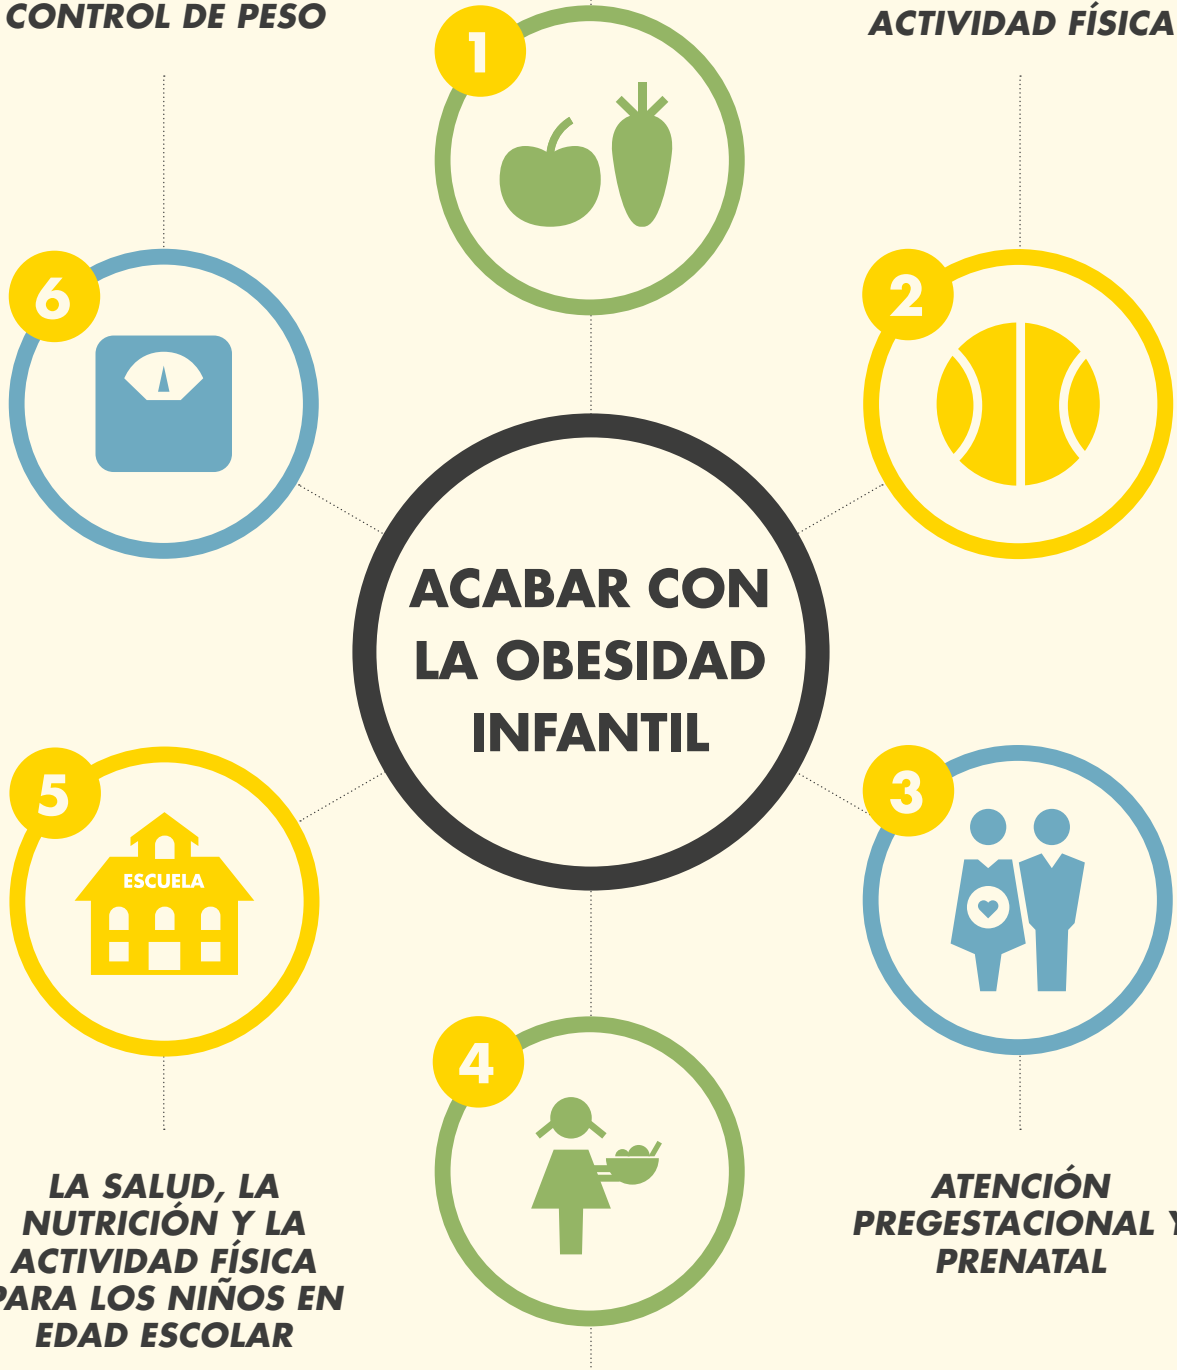 CONTROL DE PESO
ACTIVIDAD FÍSICA
1
6
2
ACABAR CON
LA OBESIDAD
INFANTIL
5
ESCUELA
3
4
LA SALUD, LA
NUTRICIÓN Y LA
ACTIVIDAD FÍSICA
PARA LOS NIÑOS EN
EDAD ESCOLAR
ATENCIÓN
PREGESTACIONAL Y
PRENATAL